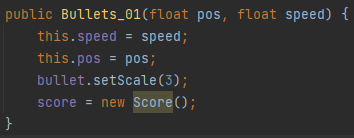 public Bullets_01(float pos, float speed) {
    this.speed = speed;
    this.pos = pos;
    bullet.setScale(3);
    score = new Score();
}